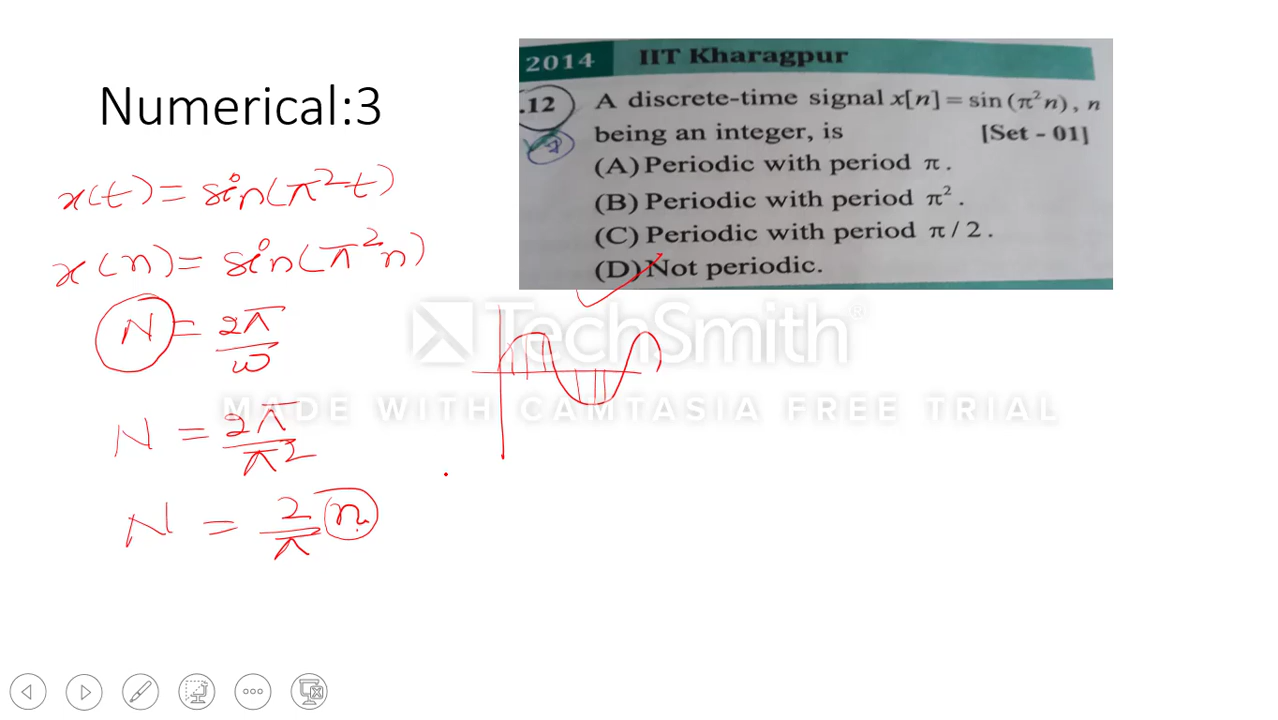 Numerical:3
x(t) = sin(π²t)
x(n) = sin(π²n)
N = 2π/ω
N = 2π/π²
N = 2/π n
2014 IIT Kharagpur
.12 A discrete-time signal x[n] = sin (π²n), n
being an integer, is [Set - 01]
(A) Periodic with period π.
(B) Periodic with period π².
(C) Periodic with period π / 2.
(D) Not periodic.
TechSmith®
MADE WITH CAMTASIA FREE TRIAL